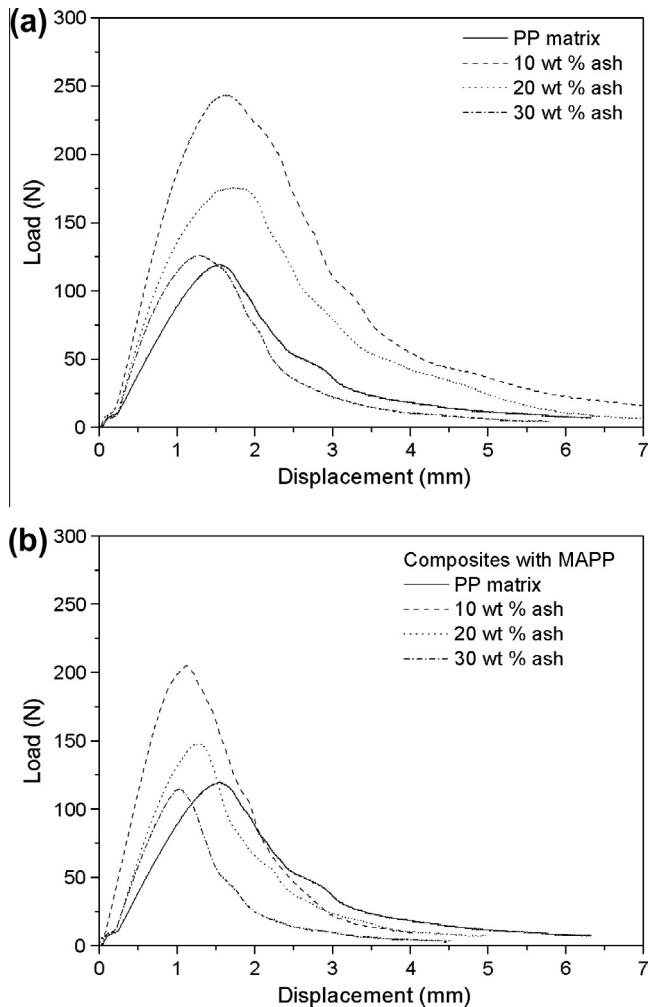 (a)
300
250
200
150
100
50
0
Load (N)
PP matrix
10 wt % ash
20 wt % ash
30 wt % ash
0 1 2 3 4 5 6 7
Displacement (mm)
(b)
300
250
200
150
100
50
0
Load (N)
Composites with MAPP
PP matrix
10 wt % ash
20 wt % ash
30 wt % ash
0 1 2 3 4 5 6 7
Displacement (mm)